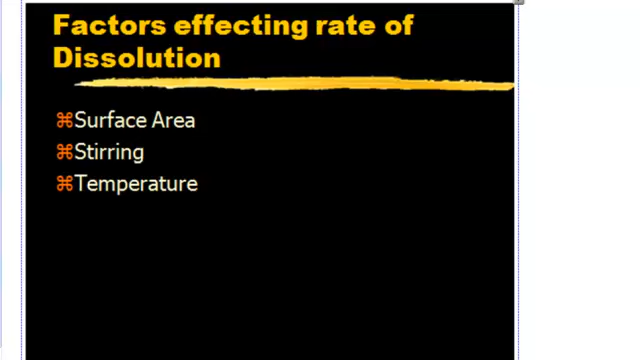 Factors effecting rate of
Dissolution
⌘Surface Area
⌘Stirring
⌘Temperature